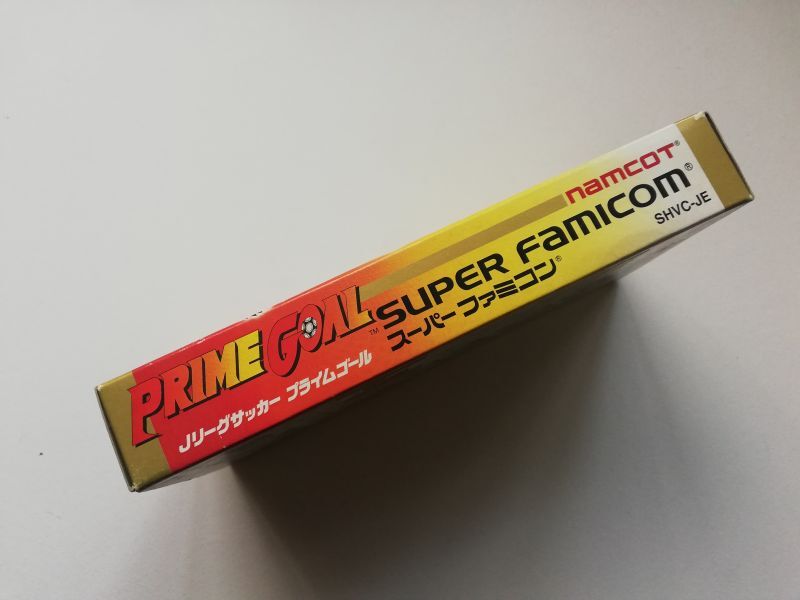 PRIME GOAL™
Jリーグサッカー プライムゴール
SUPER FAMICOM®
スーパーファミコン®
namcot®
SHVC-JE